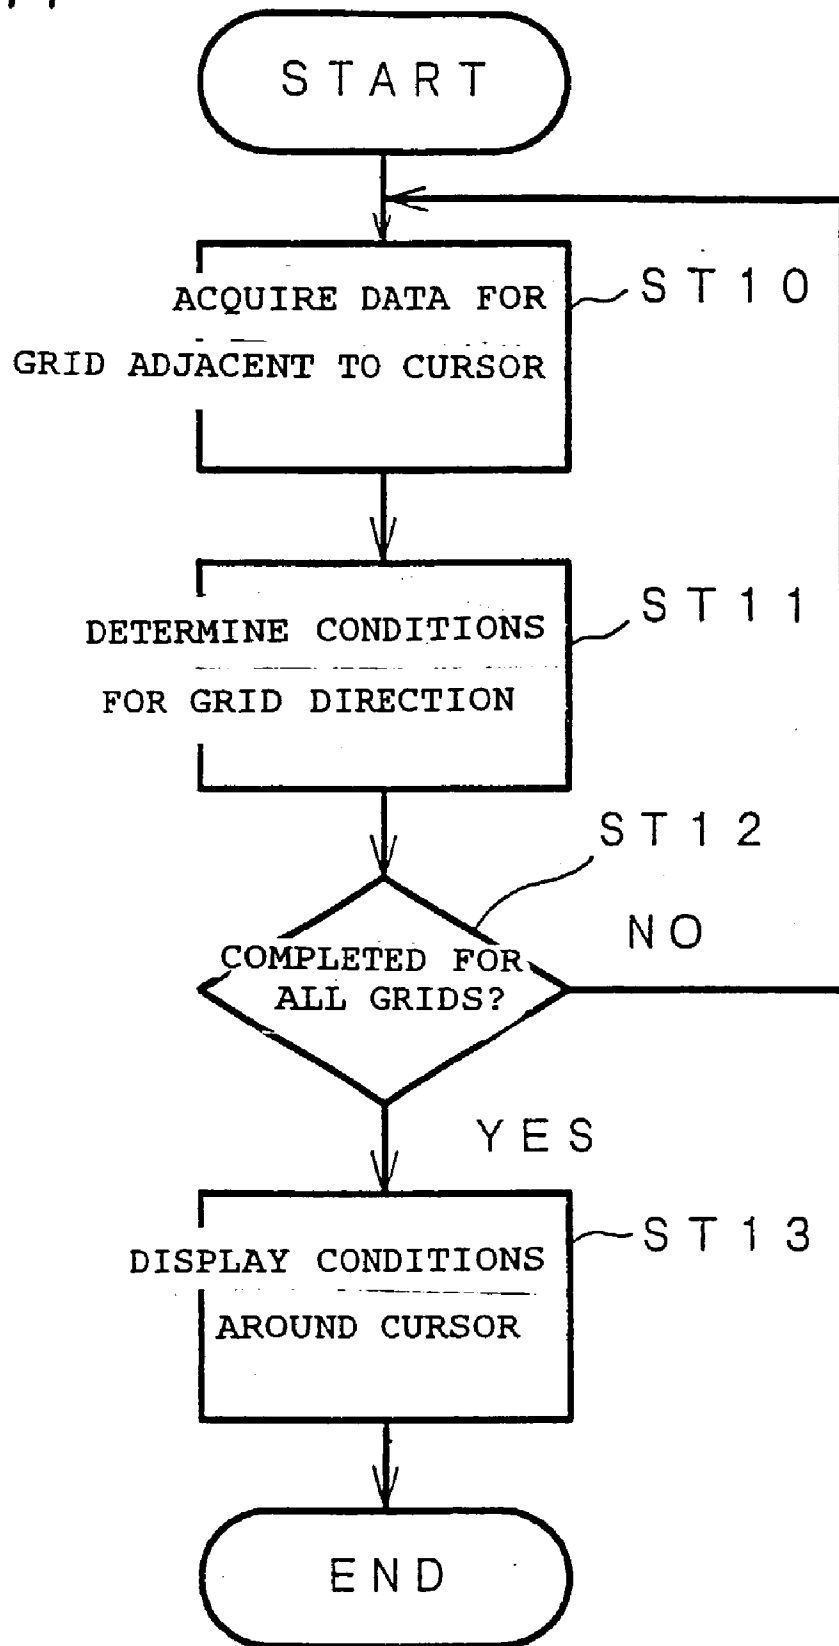 START
ACQUIRE DATA FOR
GRID ADJACENT TO CURSOR
ST10
DETERMINE CONDITIONS
FOR GRID DIRECTION
ST11
ST12
COMPLETED FOR
ALL GRIDS?
NO
YES
DISPLAY CONDITIONS
AROUND CURSOR
ST13
END